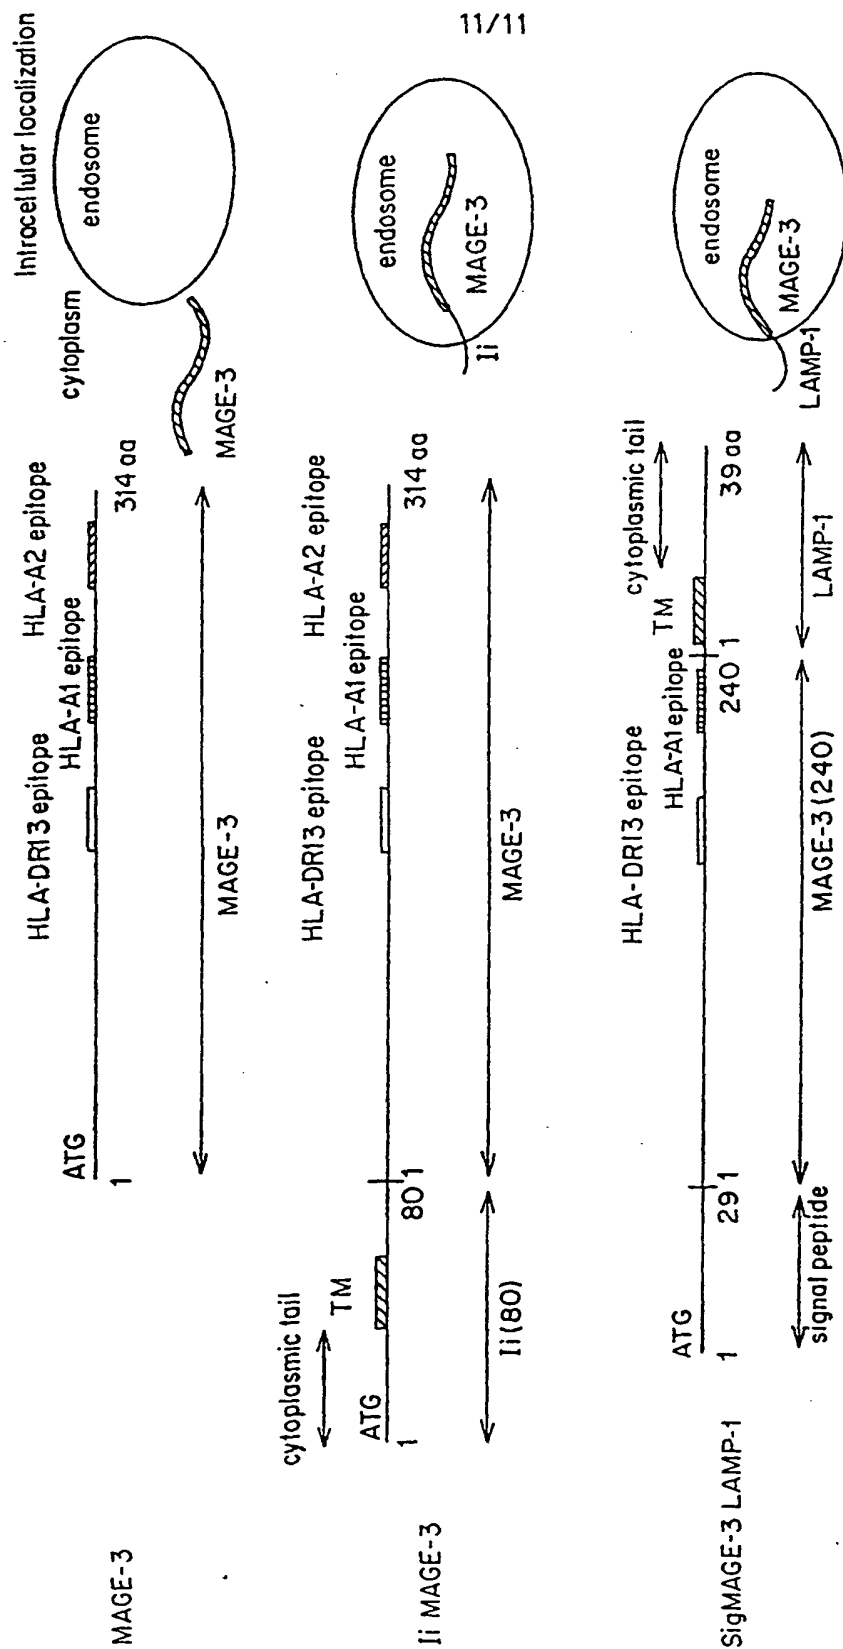 11/11
Intracellular localization
MAGE-3
ATG
1
HLA-DR13 epitope
HLA-A1 epitope
HLA-A2 epitope
314 aa
MAGE-3
cytoplasm
endosome
MAGE-3
Ii MAGE-3
cytoplasmic tail
ATG
1
TM
80
1
Ii (80)
HLA-DR13 epitope
HLA-A1 epitope
HLA-A2 epitope
314 aa
MAGE-3
endosome
MAGE-3
Ii
SigMAGE-3 LAMP-1
ATG
1
29
1
signal peptide
HLA-DR13 epitope
HLA-A1 epitope
240
1
MAGE-3 (240)
TM
cytoplasmic tail
39 aa
LAMP-1
endosome
MAGE-3
LAMP-1